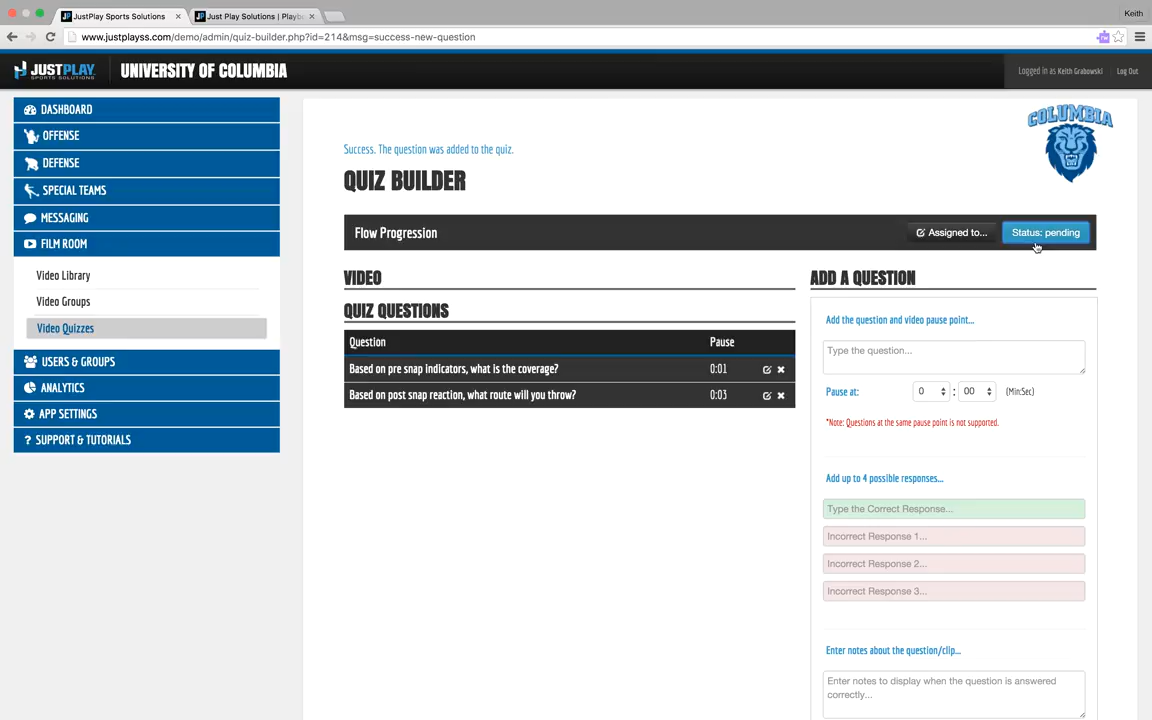 JustPlay Sports Solutions
Just Play Solutions | Playb
Keith
www.justplayss.com/demo/admin/quiz-builder.php?id=214&msg=success-new-question
JUSTPLAY
SPORTS SOLUTIONS
UNIVERSITY OF COLUMBIA
Logged in as Keith Grabowski
Log Out
DASHBOARD
OFFENSE
DEFENSE
SPECIAL TEAMS
MESSAGING
FILM ROOM
Video Library
Video Groups
Video Quizzes
USERS & GROUPS
ANALYTICS
APP SETTINGS
? SUPPORT & TUTORIALS
COLUMBIA
Success. The question was added to the quiz.
QUIZ BUILDER
Flow Progression
Assigned to...
Status: pending
VIDEO
QUIZ QUESTIONS
Question Pause
Based on pre snap indicators, what is the coverage? 0:01
Based on post snap reaction, what route will you throw? 0:03
ADD A QUESTION
Add the question and video pause point...
Type the question...
Pause at: 0 : 00 (Min:Sec)
*Note: Questions at the same pause point is not supported.
Add up to 4 possible responses...
Type the Correct Response...
Incorrect Response 1...
Incorrect Response 2...
Incorrect Response 3...
Enter notes about the question/clip...
Enter notes to display when the question is answered
correctly...